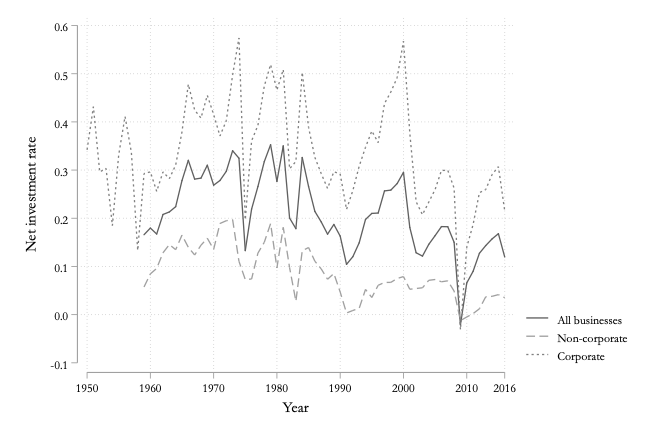 0.6
0.5
0.4
0.3
0.2
0.1
0.0
-0.1
Net investment rate
1950 1960 1970 1980 1990 2000 2010 2016
Year
All businesses
Non-corporate
Corporate